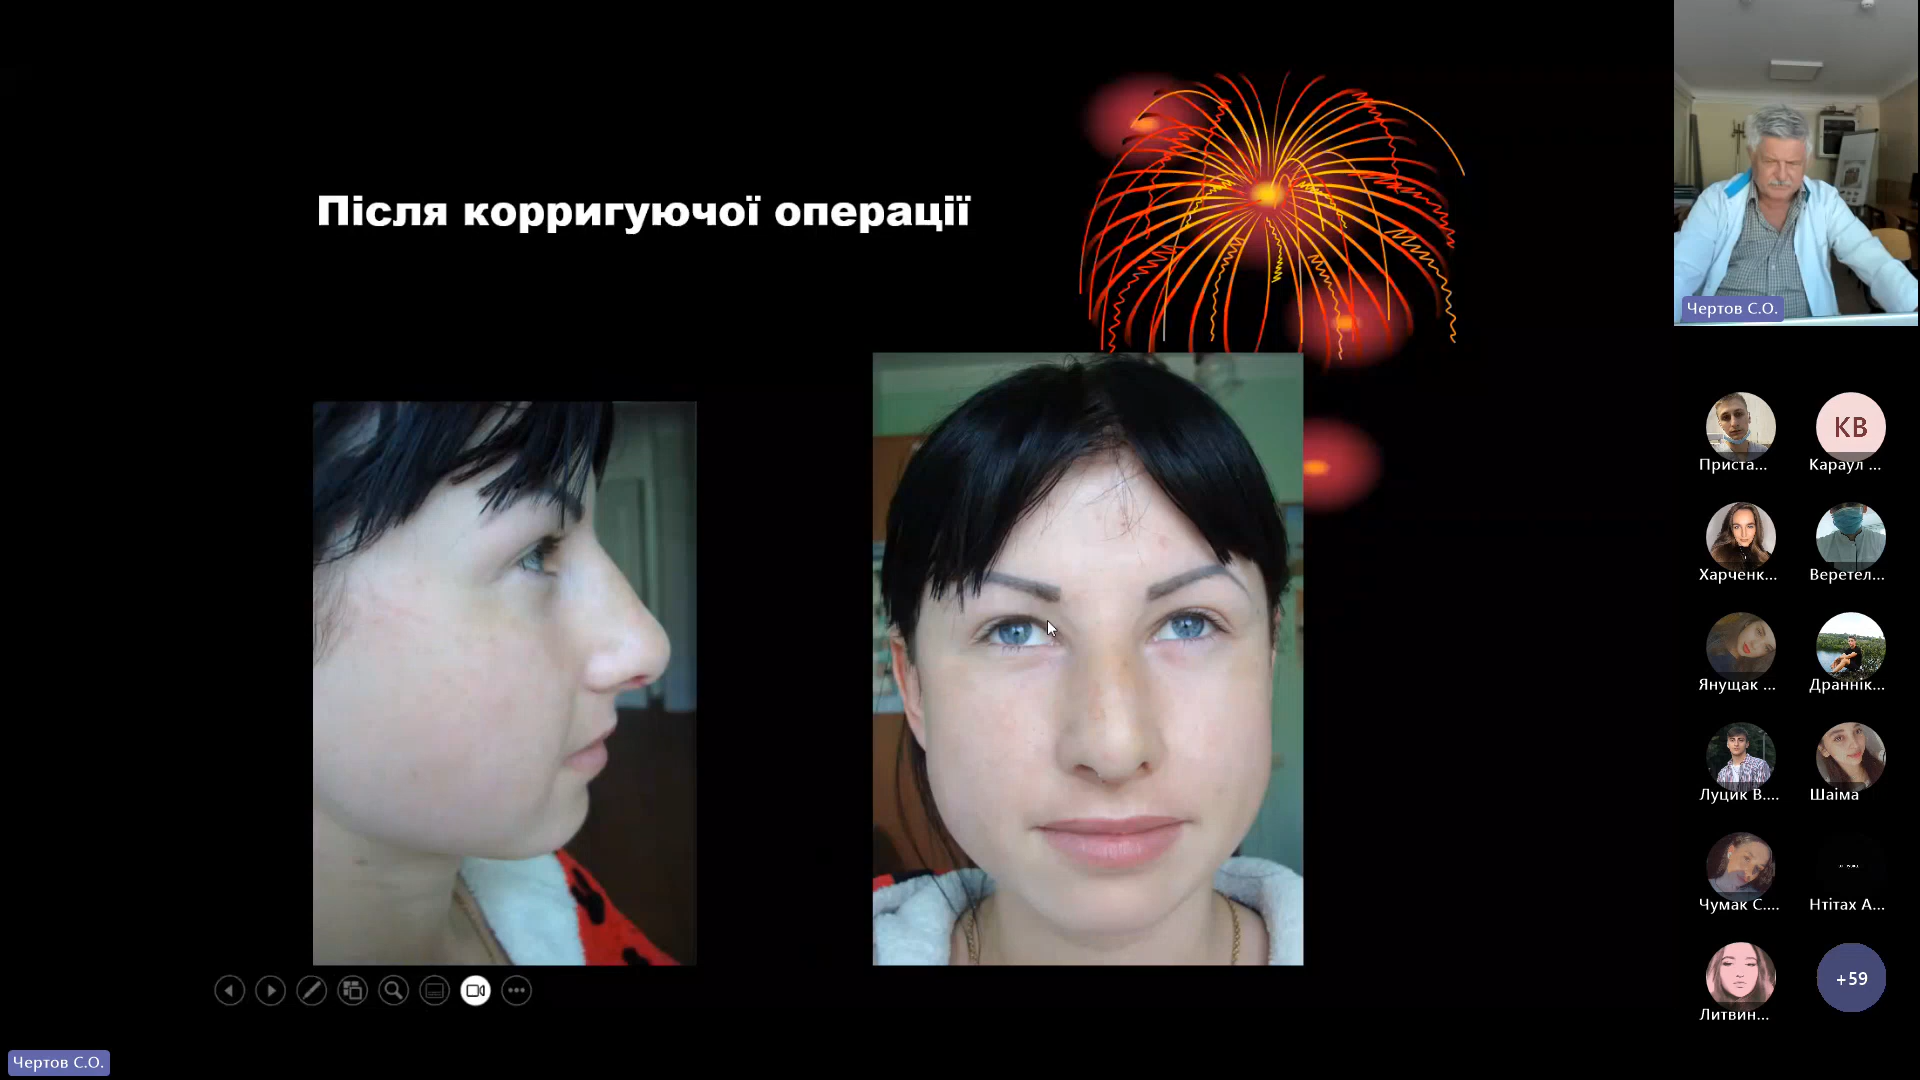 Після корригуючої операції
Чертов С.О.
Приста...
КВ
Караул ...
Харченк...
Веретел...
Янущак ...
Драннік...
Луцик В....
Шаіма
Чумак С....
Нтітах А...
Литвин...
+59
Чертов С.О.